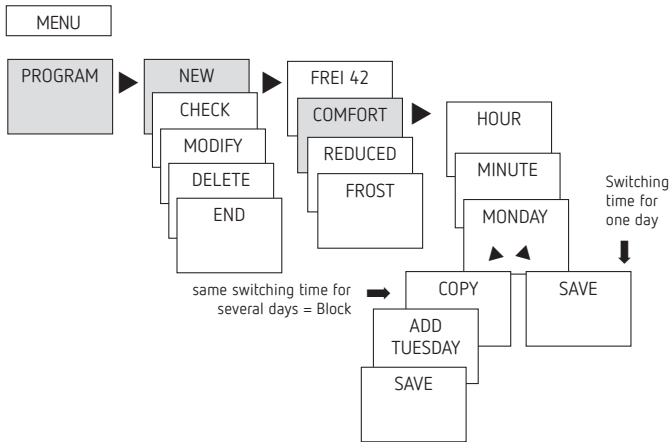 MENU
PROGRAM
NEW
CHECK
MODIFY
DELETE
END
FREI 42
COMFORT
REDUCED
FROST
HOUR
MINUTE
MONDAY
Switching
time for
one day
same switching time for
several days = Block
COPY
ADD
TUESDAY
SAVE
SAVE